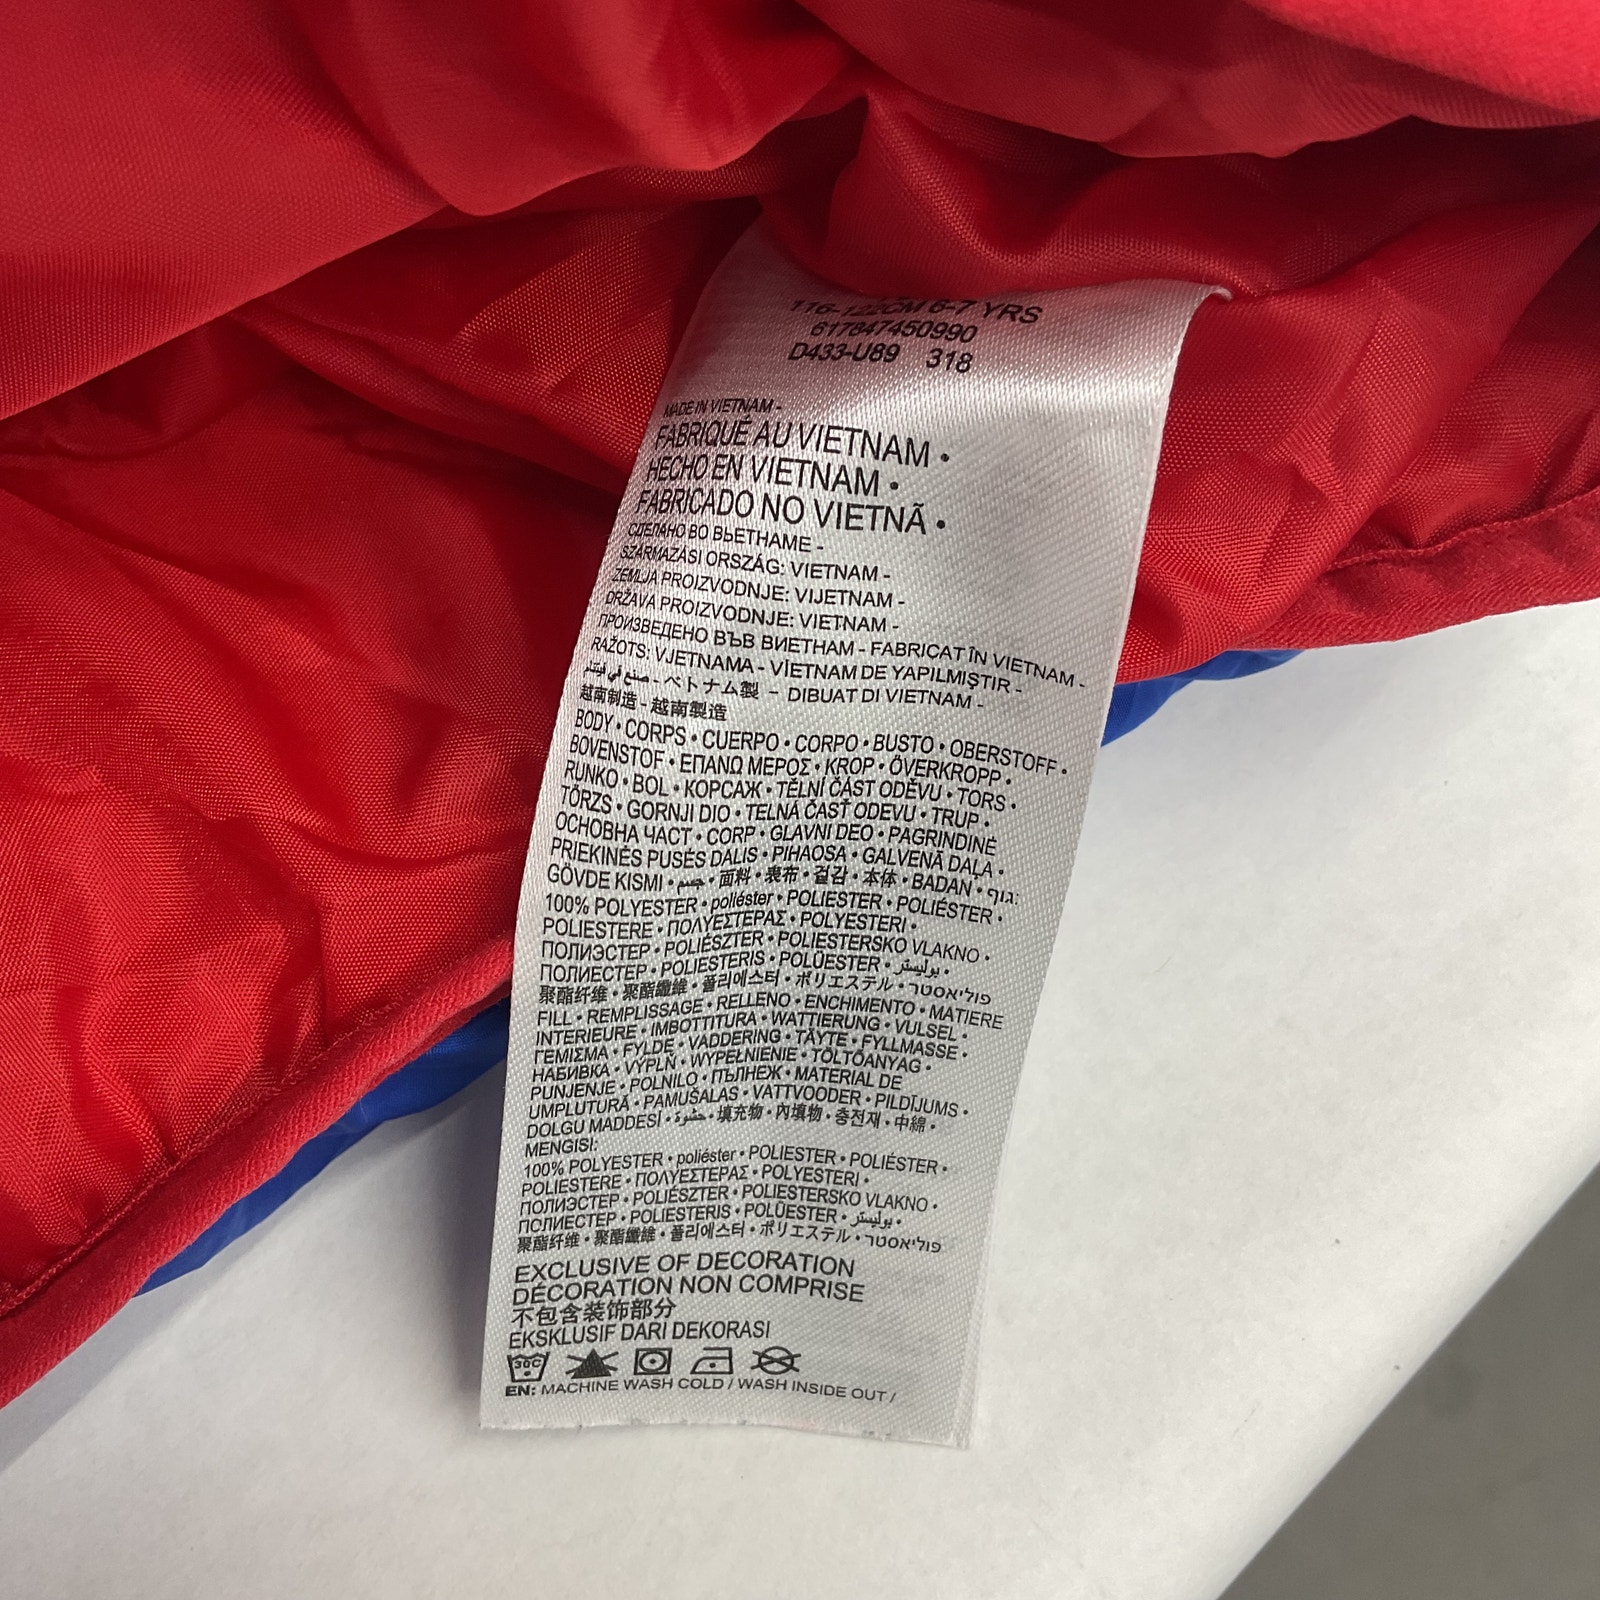 116-122CM 6-7 YRS
617847450990
D433-U89 318
MADE IN VIETNAM -
FABRIQUÉ AU VIETNAM •
HECHO EN VIETNAM •
FABRICADO NO VIETNÃ •
СДЕЛАНО ВО ВЬЕТНАМЕ -
SZÁRMAZÁSI ORSZÁG: VIETNAM -
ZEMLJA PROIZVODNJE: VIJETNAM -
DRŽAVA PROIZVODNJE: VIETNAM -
ПРОИЗВЕДЕНО ВЪВ ВИЕТНАМ - FABRICAT ÎN VIETNAM -
RAŽOTS: VJETNAMA - VİETNAM DE YAPILMIŞTIR -
صنع في فيتنام - ベトナム製 - DIBUAT DI VIETNAM -
越南制造 - 越南製造
BODY • CORPS • CUERPO • CORPO • BUSTO • OBERSTOFF •
BOVENSTOF • ΕΠΑΝΩ ΜΕΡΟΣ • KROP • ÖVERKROPP •
RUNKO • BOL • КОРСАЖ • TĚLNÍ ČÁST ODĚVU • TORS •
TÖRZS • GORNJI DIO • TELNÁ ČASŤ ODEVU • TRUP •
ОСНОВНА ЧАСТ • CORP • GLAVNI DEO • PAGRINDINĖ
PRIEKINĖS PUSĖS DALIS • PIHAOSA • GALVENĀ DAĻA •
GÖVDE KISMI • جسم • 面料 • 表布 • 겉감 • 本体 • BADAN • גוף:
100% POLYESTER • poliéster • POLIESTER • POLIÉSTER •
POLIESTERE • ΠΟΛΥΕΣΤΕΡΑΣ • POLYESTERI •
ПОЛИЭСТЕР • POLIÉSZTER • POLIESTERSKO VLAKNO •
ПОЛИЕСТЕР • POLIESTERIS • POLÜESTER • بوليستر •
聚酯纤维 • 聚酯纖維 • 폴리에스터 • ポリエステル • פוליאסטר
FILL • REMPLISSAGE • RELLENO • ENCHIMENTO • MATIERE
INTERIEURE • IMBOTTITURA • WATTIERUNG • VULSEL •
ΓΕΜΙΣΜΑ • FYLDE • VADDERING • TÄYTE • FYLLMASSE •
НАБИВКА • VÝPLŇ • WYPEŁNIENIE • TÖLTŐANYAG •
PUNJENJE • POLNILO • ПЪЛНЕЖ • MATERIAL DE
UMPLUTURĂ • PAMUŠALAS • VATTVOODER • PILDĪJUMS •
DOLGU MADDESİ • حشوة • 填充物 • 內填物 • 충전재 • 中綿 •
MENGISI:
100% POLYESTER • poliéster • POLIESTER • POLIÉSTER •
POLIESTERE • ΠΟΛΥΕΣΤΕΡΑΣ • POLYESTERI •
ПОЛИЭСТЕР • POLIÉSZTER • POLIESTERSKO VLAKNO •
ПОЛИЕСТЕР • POLIESTERIS • POLÜESTER • بوليستر •
聚酯纤维 • 聚酯纖維 • 폴리에스터 • ポリエステル • פוליאסטר
EXCLUSIVE OF DECORATION
DÉCORATION NON COMPRISE
不包含装饰部分
EKSKLUSIF DARI DEKORASI
30C
EN: MACHINE WASH COLD / WASH INSIDE OUT /